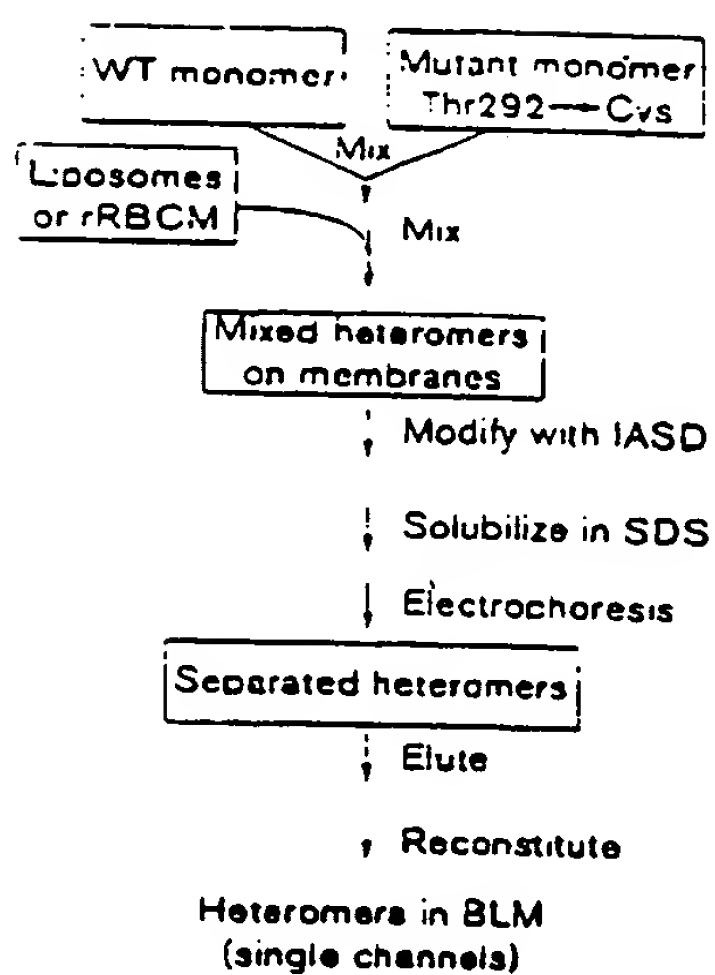 WT monomer
Mutant monomer
Thr292→Cys
Mix
Liposomes
or rRBCM
Mix
Mixed heteromers
on membranes
Modify with IASD
Solubilize in SDS
Electrophoresis
Separated heteromers
Elute
Reconstitute
Heteromers in BLM
(single channels)